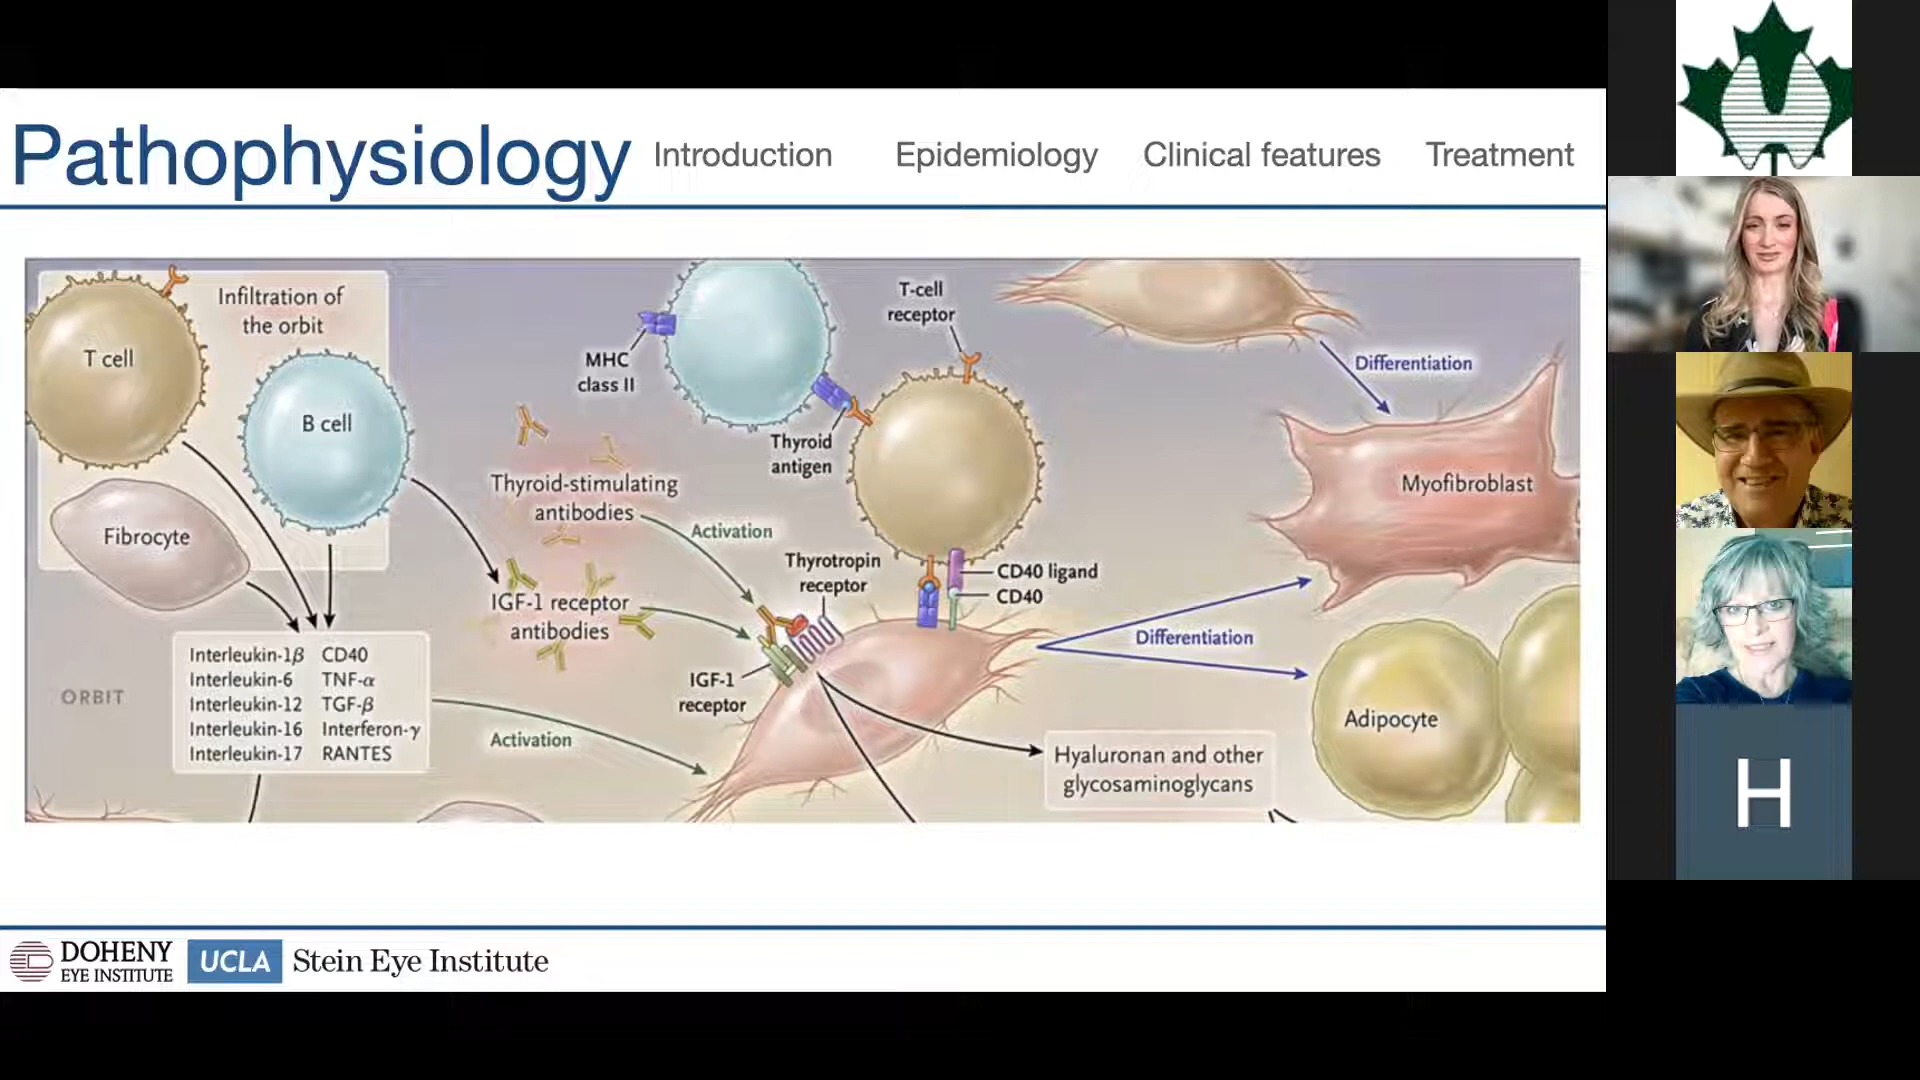 Pathophysiology
Introduction
Epidemiology
Clinical features
Treatment
Infiltration of
the orbit
T cell
B cell
Fibrocyte
MHC
class II
T-cell
receptor
Thyroid
antigen
Differentiation
Myofibroblast
Thyroid-stimulating
antibodies
Activation
Thyrotropin
receptor
CD40 ligand
CD40
IGF-1 receptor
antibodies
Differentiation
IGF-1
receptor
ORBIT
Interleukin-1β CD40
Interleukin-6 TNF-α
Interleukin-12 TGF-β
Interleukin-16 Interferon-γ
Interleukin-17 RANTES
Activation
Hyaluronan and other
glycosaminoglycans
Adipocyte
DOHENY
EYE INSTITUTE
UCLA
Stein Eye Institute
H